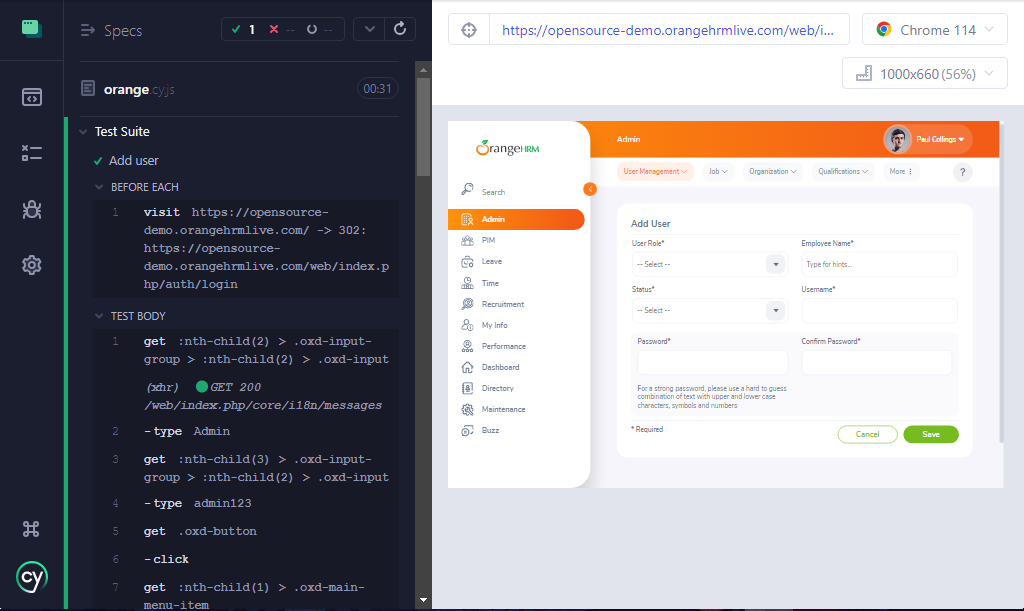 Specs
1 -- --
orange.cy.js
00:31
Test Suite
Add user
BEFORE EACH
1 visit https://opensource-
demo.orangehrmlive.com/ -> 302:
https://opensource-
demo.orangehrmlive.com/web/index.p
hp/auth/login
TEST BODY
1 get :nth-child(2) > .oxd-input-
group > :nth-child(2) > .oxd-input
(xhr) GET 200
/web/index.php/core/i18n/messages
2 -type Admin
3 get :nth-child(3) > .oxd-input-
group > :nth-child(2) > .oxd-input
4 -type admin123
5 get .oxd-button
6 -click
7 get :nth-child(1) > .oxd-main-
menu-item
cy
https://opensource-demo.orangehrmlive.com/web/i...
Chrome 114
1000x660 (56%)
OrangeHRM
Search
Admin
PIM
Leave
Time
Recruitment
My Info
Performance
Dashboard
Directory
Maintenance
Buzz
Admin
Paul Collings
User Management
Job
Organization
Qualifications
More
?
Add User
User Role*
Employee Name*
-- Select --
Type for hints...
Status*
Username*
-- Select --
Password*
Confirm Password*
For a strong password, please use a hard to guess
combination of text with upper and lower case
characters, symbols and numbers
* Required
Cancel
Save